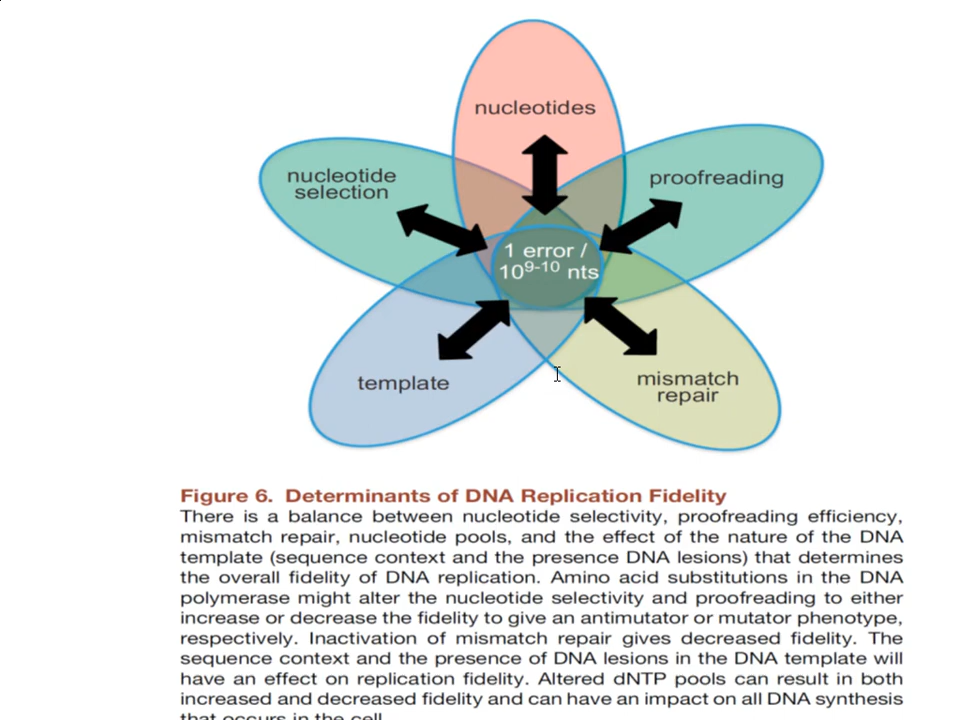 nucleotides
nucleotide
selection
proofreading
1 error /
10⁹⁻¹⁰ nts
template
mismatch
repair
Figure 6. Determinants of DNA Replication Fidelity
There is a balance between nucleotide selectivity, proofreading efficiency,
mismatch repair, nucleotide pools, and the effect of the nature of the DNA
template (sequence context and the presence DNA lesions) that determines
the overall fidelity of DNA replication. Amino acid substitutions in the DNA
polymerase might alter the nucleotide selectivity and proofreading to either
increase or decrease the fidelity to give an antimutator or mutator phenotype,
respectively. Inactivation of mismatch repair gives decreased fidelity. The
sequence context and the presence of DNA lesions in the DNA template will
have an effect on replication fidelity. Altered dNTP pools can result in both
increased and decreased fidelity and can have an impact on all DNA synthesis
that occurs in the cell.